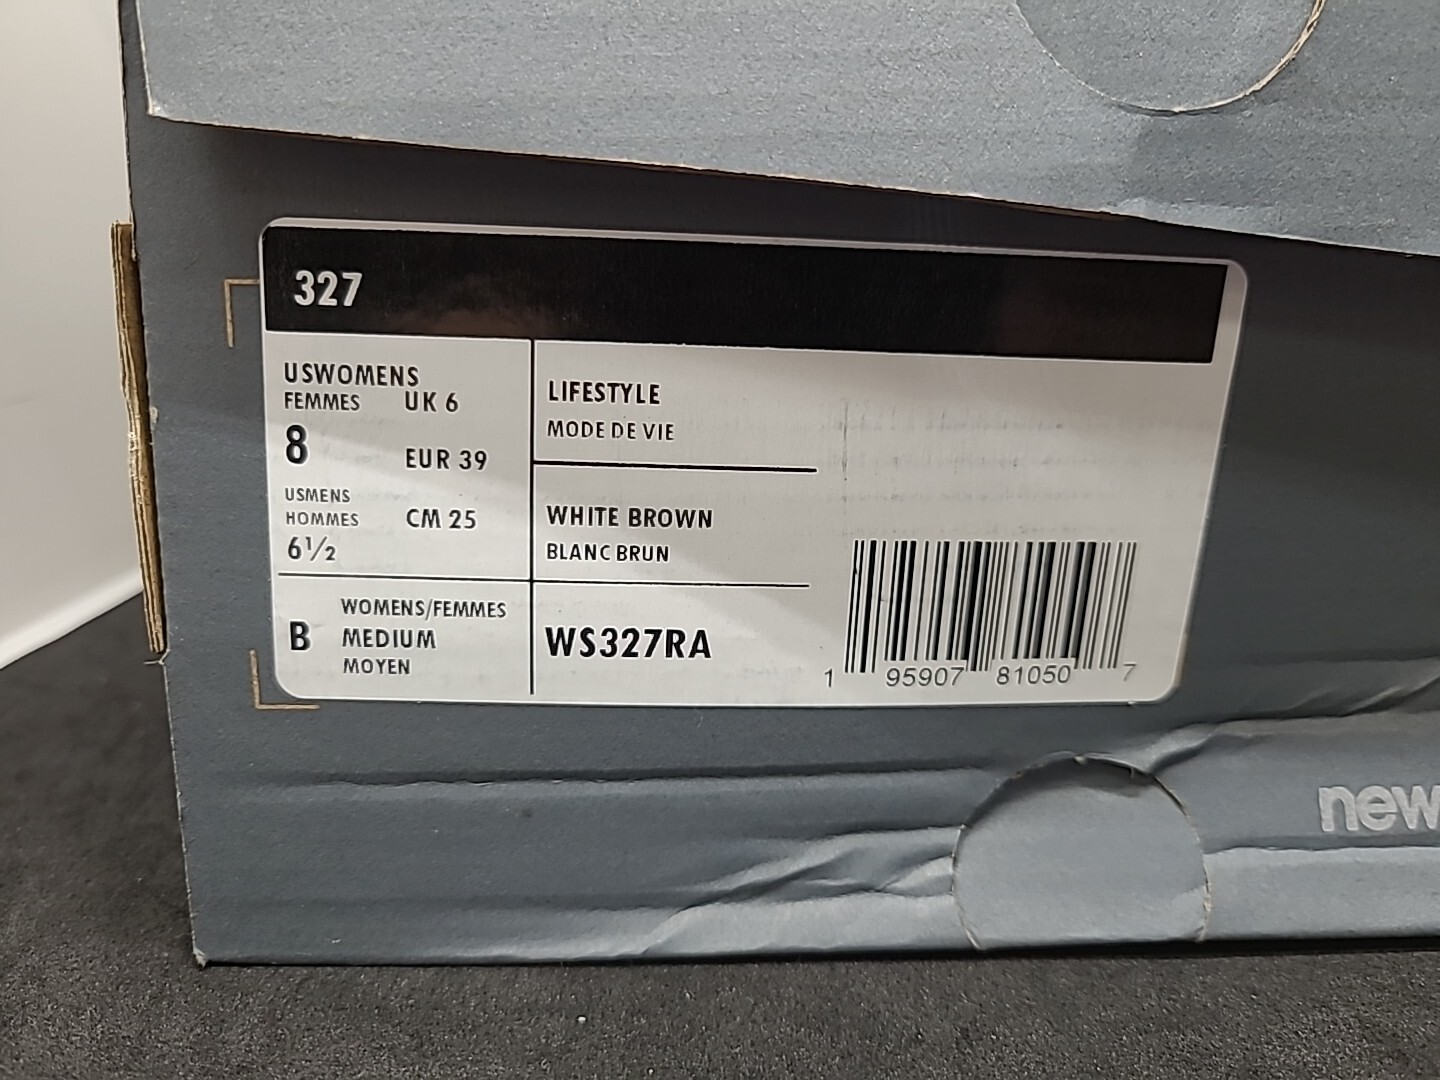 327
USWOMENS
FEMMES UK 6
8
EUR 39
USMENS
HOMMES CM 25
6½
B WOMENS/FEMMES
MEDIUM
MOYEN
LIFESTYLE
MODE DE VIE
WHITE BROWN
BLANC BRUN
WS327RA
1 95907 81050 7
new